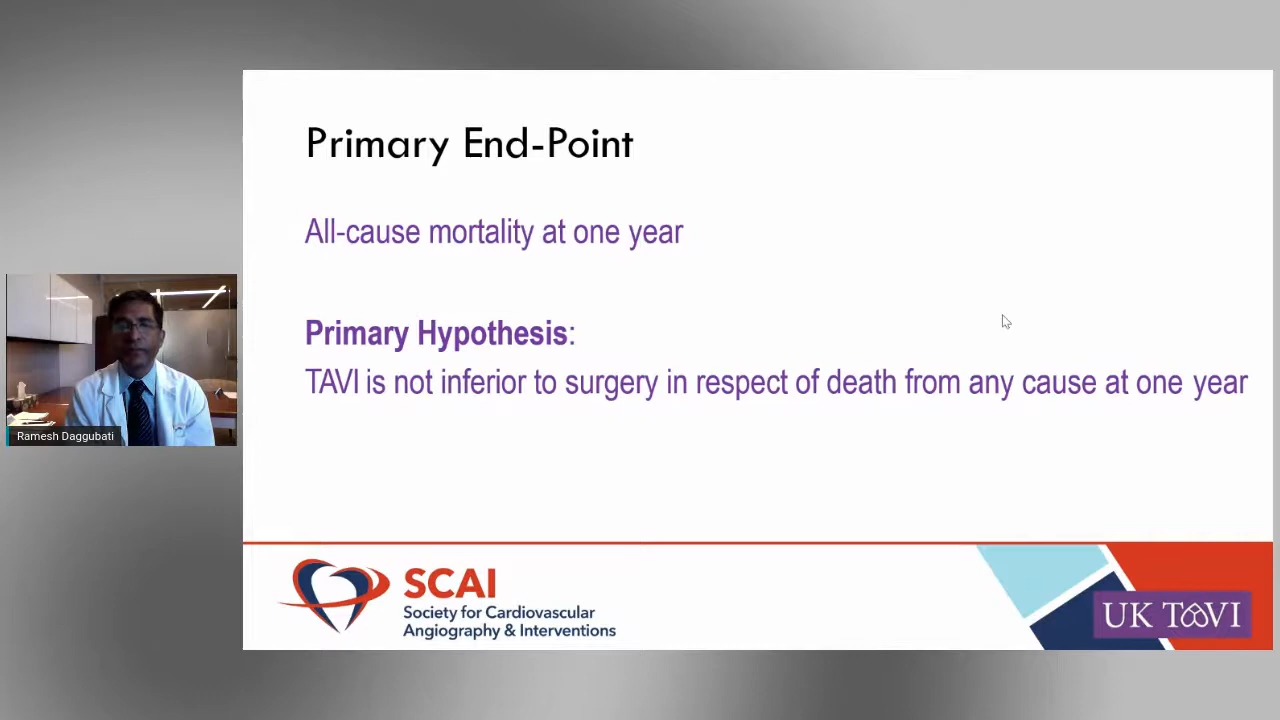 Primary End-Point
All-cause mortality at one year
Primary Hypothesis:
TAVI is not inferior to surgery in respect of death from any cause at one year
Ramesh Daggubati
SCAI
Society for Cardiovascular
Angiography & Interventions
UK TAVI